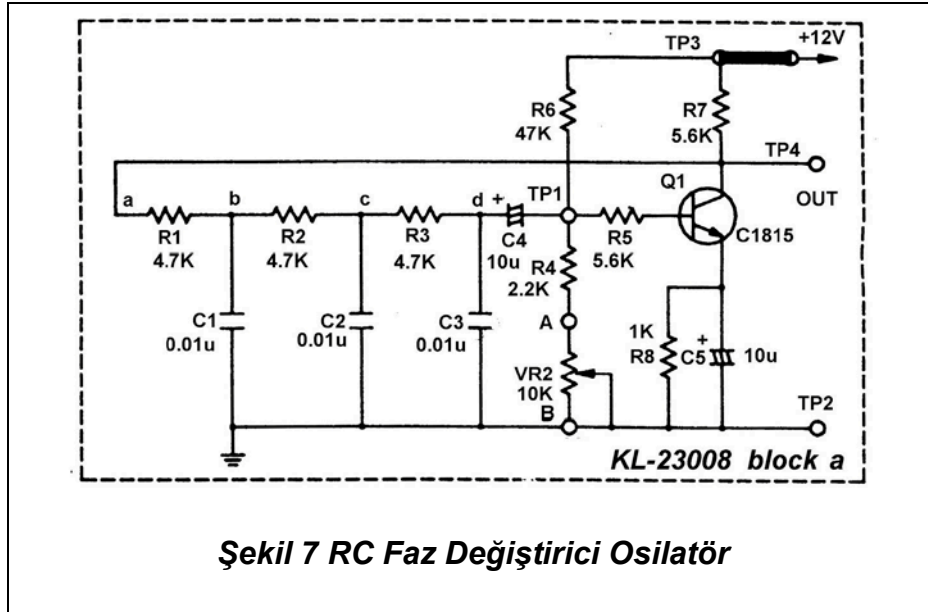 TP3
+12V
R6
47K
R7
5.6K
TP4
OUT
Q1
C1815
a
b
c
d
+
TP1
R1
4.7K
R2
4.7K
R3
4.7K
C4
10u
R5
5.6K
R4
2.2K
A
C1
0.01u
C2
0.01u
C3
0.01u
VR2
10K
B
1K
R8
+
C5
10u
TP2
KL-23008 block a
Şekil 7 RC Faz Değiştirici Osilatör